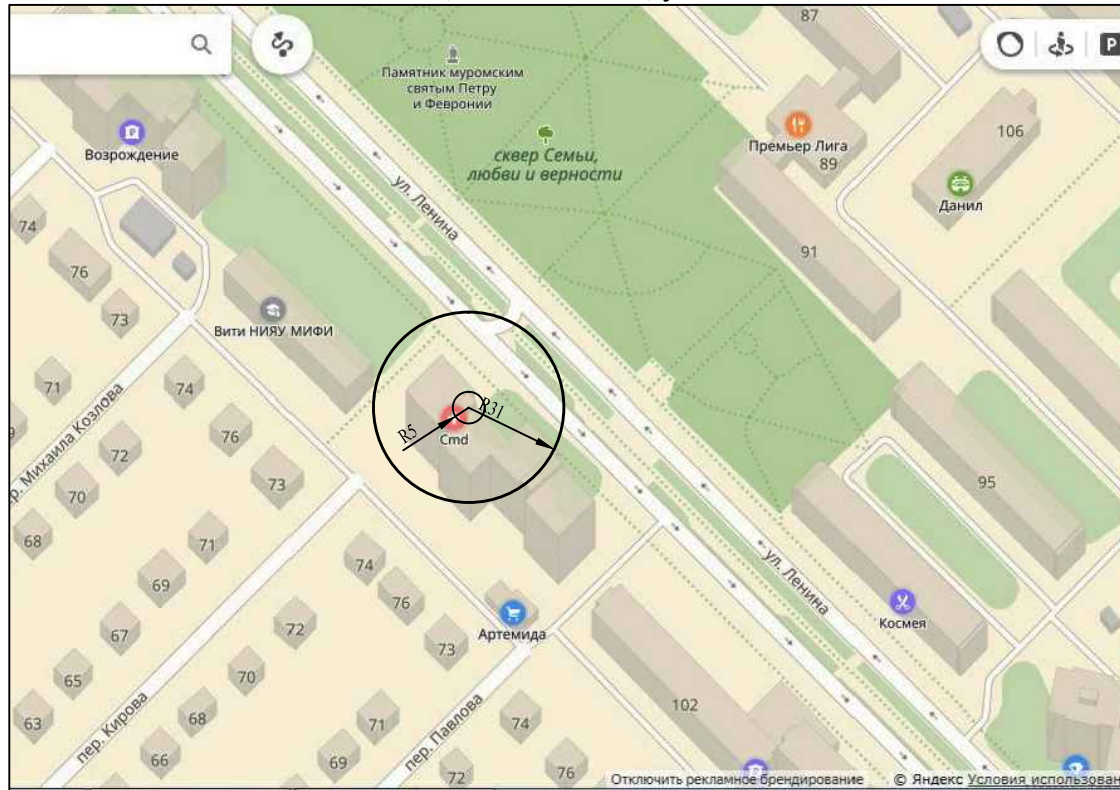 87
Памятник муромским
святым Петру
и Февронии
P
Возрождение
сквер Семьи,
любви и верности
Премьер Лига
89
106
Данил
ул. Ленина
74
76
73
91
Вити НИЯУ МИФИ
71
74
пр. Михаила Козлова
76
72
R31
R5
Cmd
73
70
95
68
71
74
69
76
ул. Ленина
72
67
Артемида
Космея
73
65
70
63
68
71
74
102
пер. Кирова
пер. Павлова
66
69
72
76
Отключить рекламное брендирование
© Яндекс Условия использован